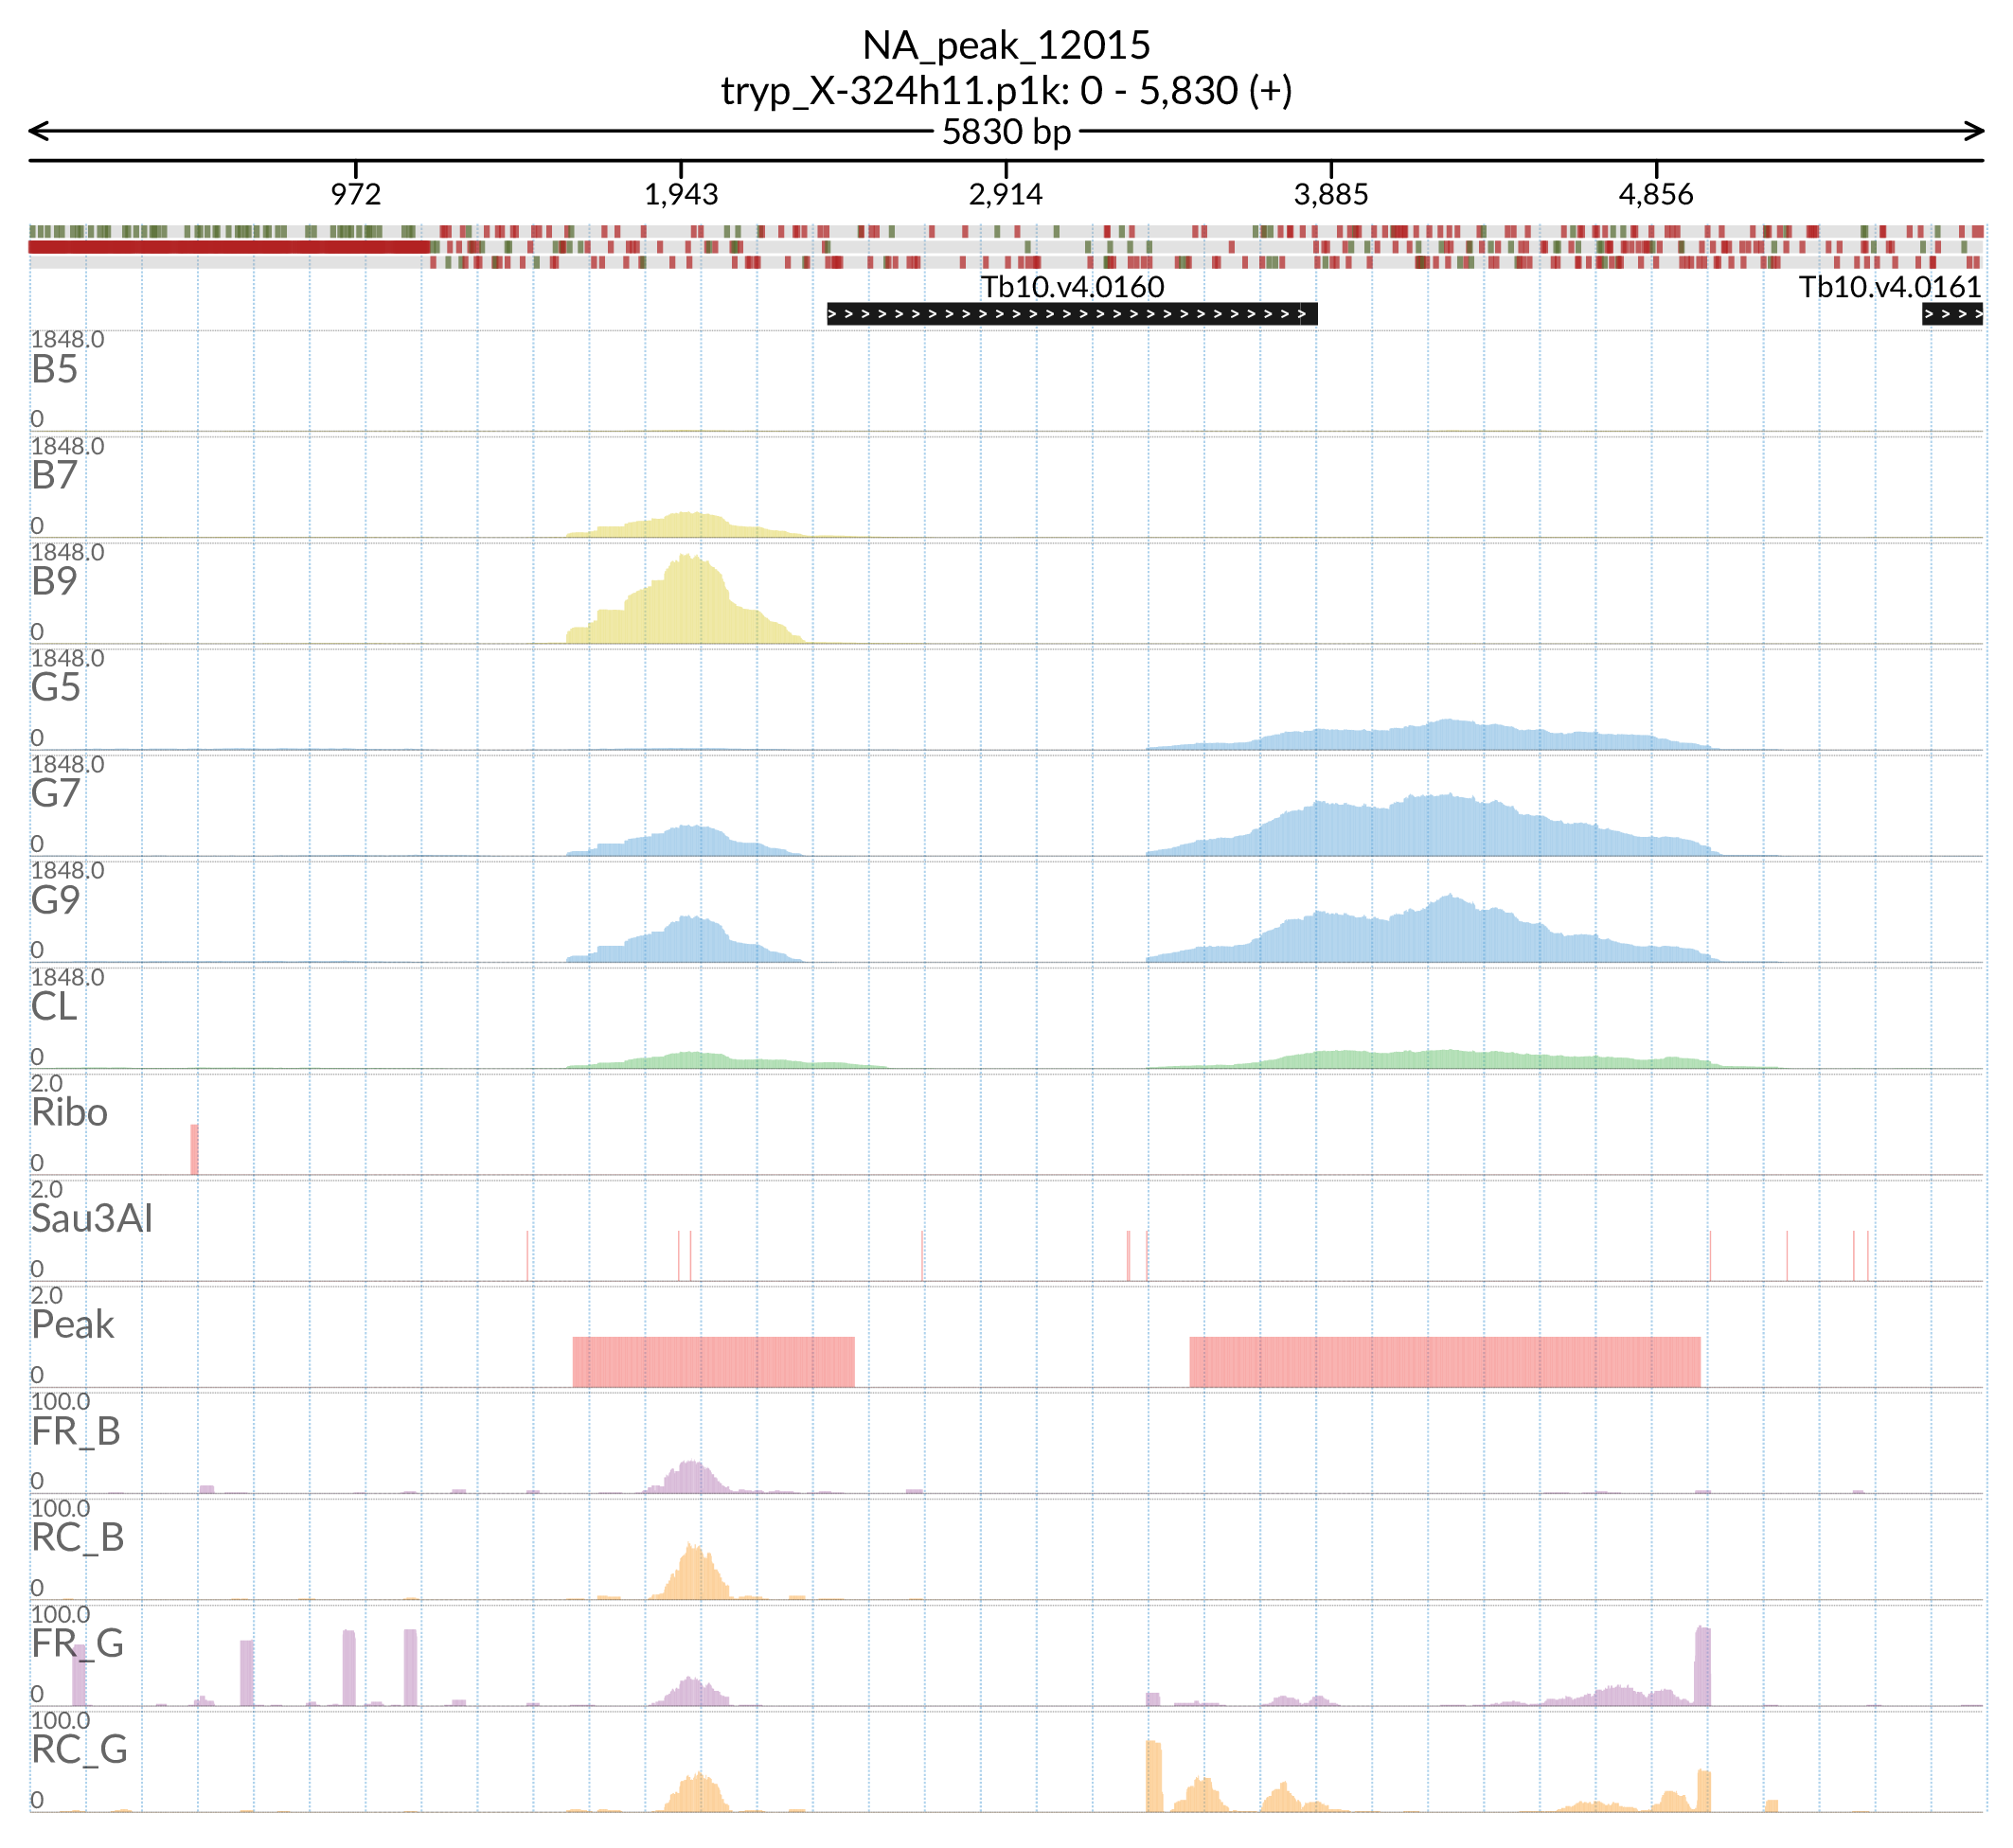 NA_peak_12015
tryp_X-324h11.p1k: 0 - 5,830 (+)
5830 bp
972 1,943 2,914 3,885 4,856
Tb10.v4.0160 Tb10.v4.0161
1848.0
B5
0
1848.0
B7
0
1848.0
B9
0
1848.0
G5
0
1848.0
G7
0
1848.0
G9
0
1848.0
CL
0
2.0
Ribo
0
2.0
Sau3AI
0
2.0
Peak
0
100.0
FR_B
0
100.0
RC_B
0
100.0
FR_G
0
100.0
RC_G
0